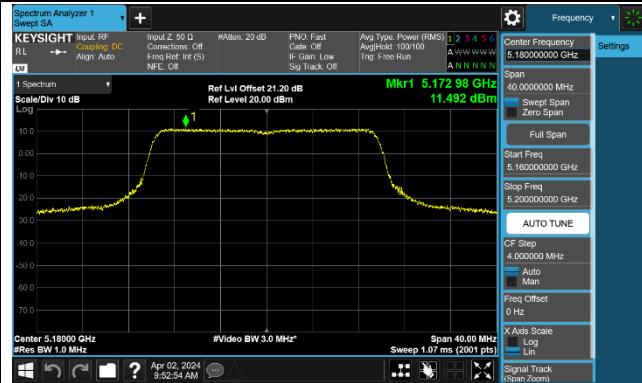 Spectrum Analyzer 1
Swept SA
Frequency
KEYSIGHT
RL
LXI
Input: RF
Coupling: DC
Align: Auto
Input Z: 50 Ω
Corrections: Off
Freq Ref: Int (S)
NFE: Off
#Atten: 20 dB
PNO: Fast
Gate: Off
IF Gain: Low
Sig Track: Off
Avg Type: Power (RMS)
Avg|Hold: 100/100
Trig: Free Run
1 2 3 4 5 6
A W W W W W
A N N N N N
Center Frequency
5.180000000 GHz
Settings
1 Spectrum
Scale/Div 10 dB
Ref Lvl Offset 21.20 dB
Ref Level 20.00 dBm
Mkr1 5.172 98 GHz
11.492 dBm
Log
1
10.0
0.00
-10.0
-20.0
-30.0
-40.0
-50.0
-60.0
-70.0
Span
40.0000000 MHz
Swept Span
Zero Span
Full Span
Start Freq
5.160000000 GHz
Stop Freq
5.200000000 GHz
AUTO TUNE
CF Step
4.000000 MHz
Auto
Man
Freq Offset
0 Hz
X Axis Scale
Log
Lin
Signal Track
(Span Zoom)
Center 5.18000 GHz
#Res BW 1.0 MHz
#Video BW 3.0 MHz*
Span 40.00 MHz
Sweep 1.07 ms (2001 pts)
Apr 02, 2024
9:52:54 AM